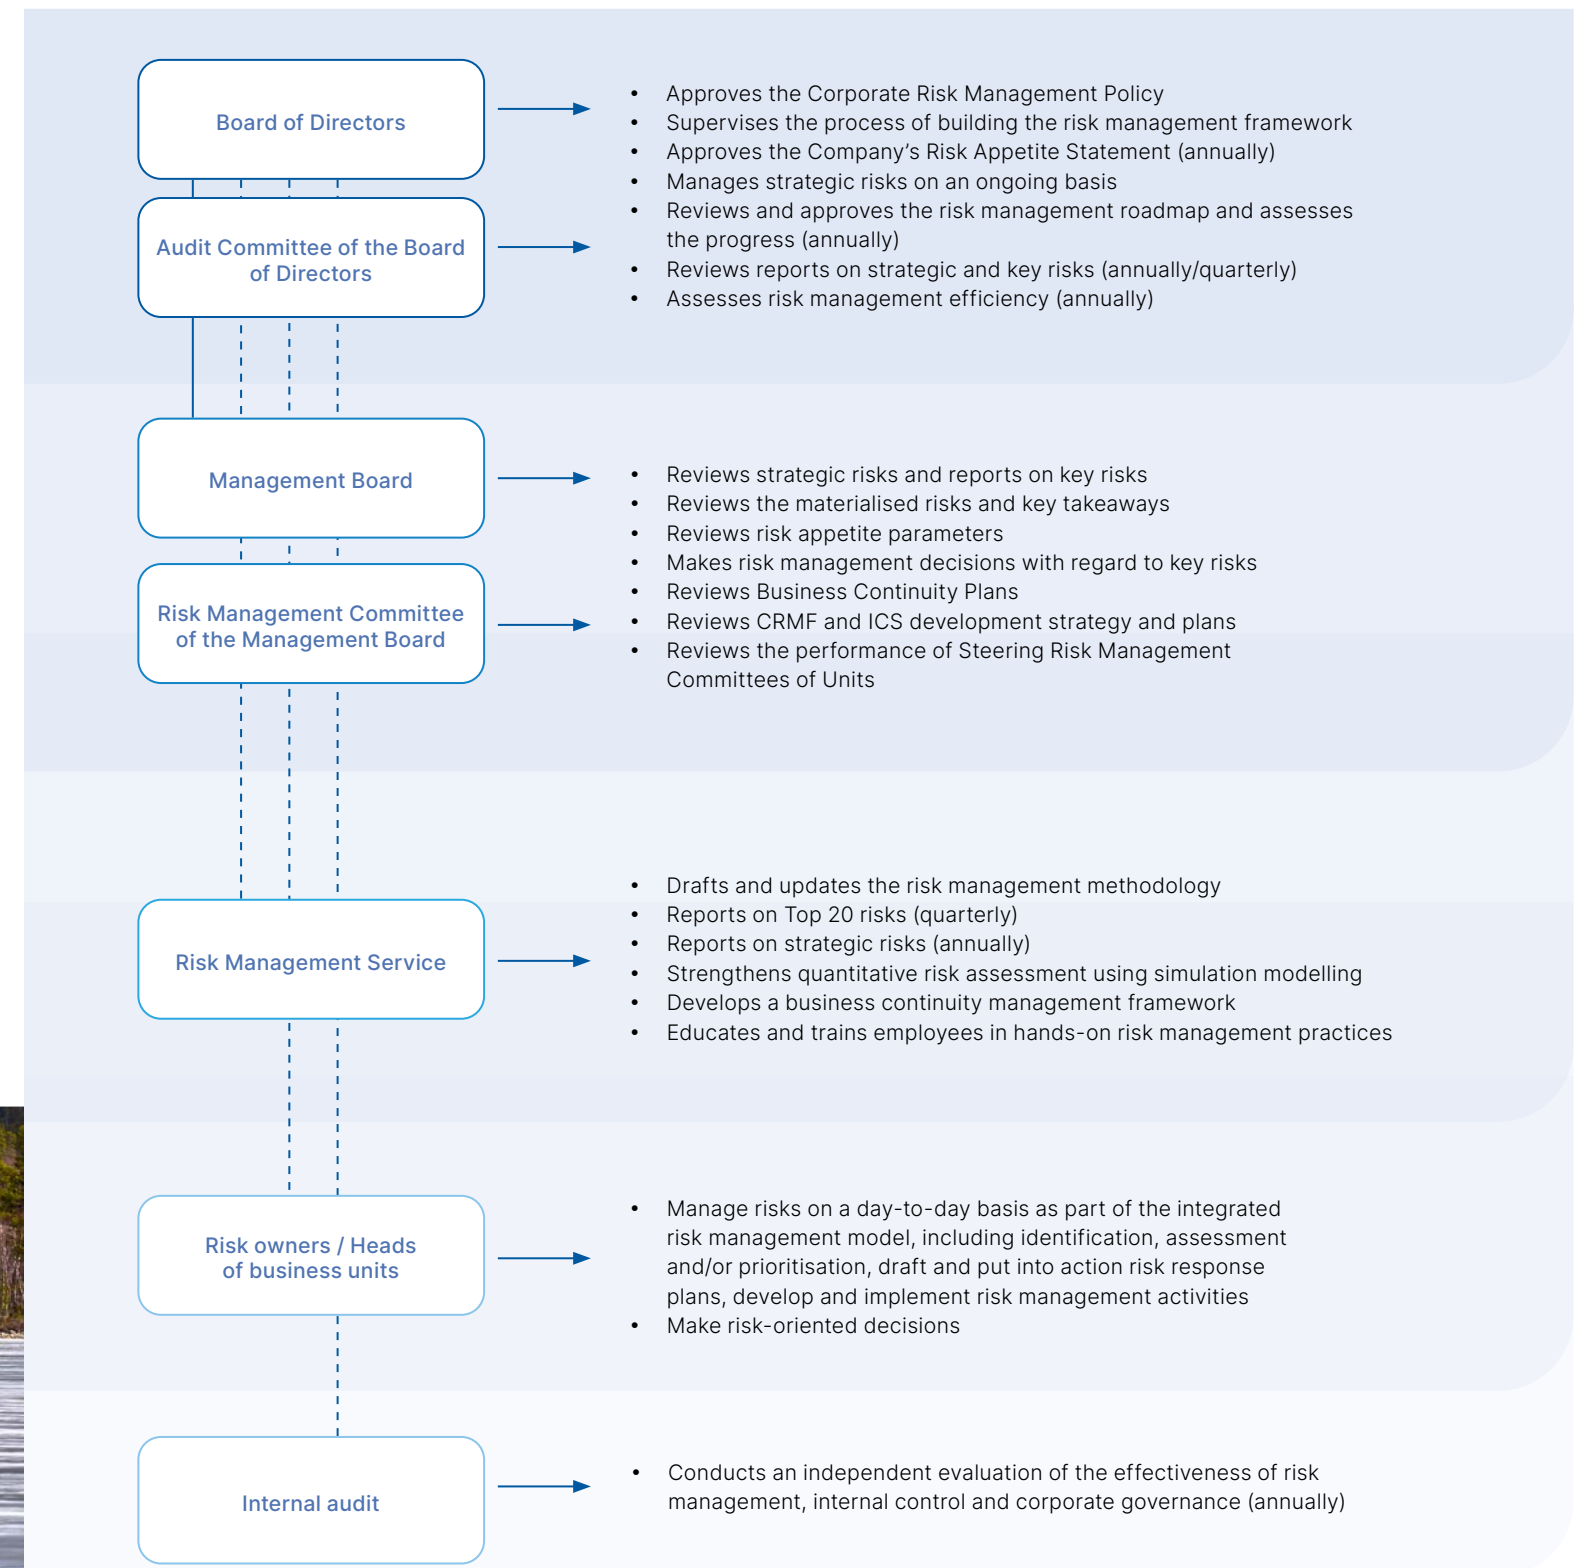 Board of Directors
• Approves the Corporate Risk Management Policy
• Supervises the process of building the risk management framework
• Approves the Company’s Risk Appetite Statement (annually)
• Manages strategic risks on an ongoing basis
• Reviews and approves the risk management roadmap and assesses
the progress (annually)
• Reviews reports on strategic and key risks (annually/quarterly)
• Assesses risk management efficiency (annually)
Audit Committee of the Board
of Directors
Management Board
• Reviews strategic risks and reports on key risks
• Reviews the materialised risks and key takeaways
• Reviews risk appetite parameters
• Makes risk management decisions with regard to key risks
• Reviews Business Continuity Plans
• Reviews CRMF and ICS development strategy and plans
• Reviews the performance of Steering Risk Management
Committees of Units
Risk Management Committee
of the Management Board
Risk Management Service
• Drafts and updates the risk management methodology
• Reports on Top 20 risks (quarterly)
• Reports on strategic risks (annually)
• Strengthens quantitative risk assessment using simulation modelling
• Develops a business continuity management framework
• Educates and trains employees in hands-on risk management practices
Risk owners / Heads
of business units
• Manage risks on a day-to-day basis as part of the integrated
risk management model, including identification, assessment
and/or prioritisation, draft and put into action risk response
plans, develop and implement risk management activities
• Make risk-oriented decisions
Internal audit
• Conducts an independent evaluation of the effectiveness of risk
management, internal control and corporate governance (annually)